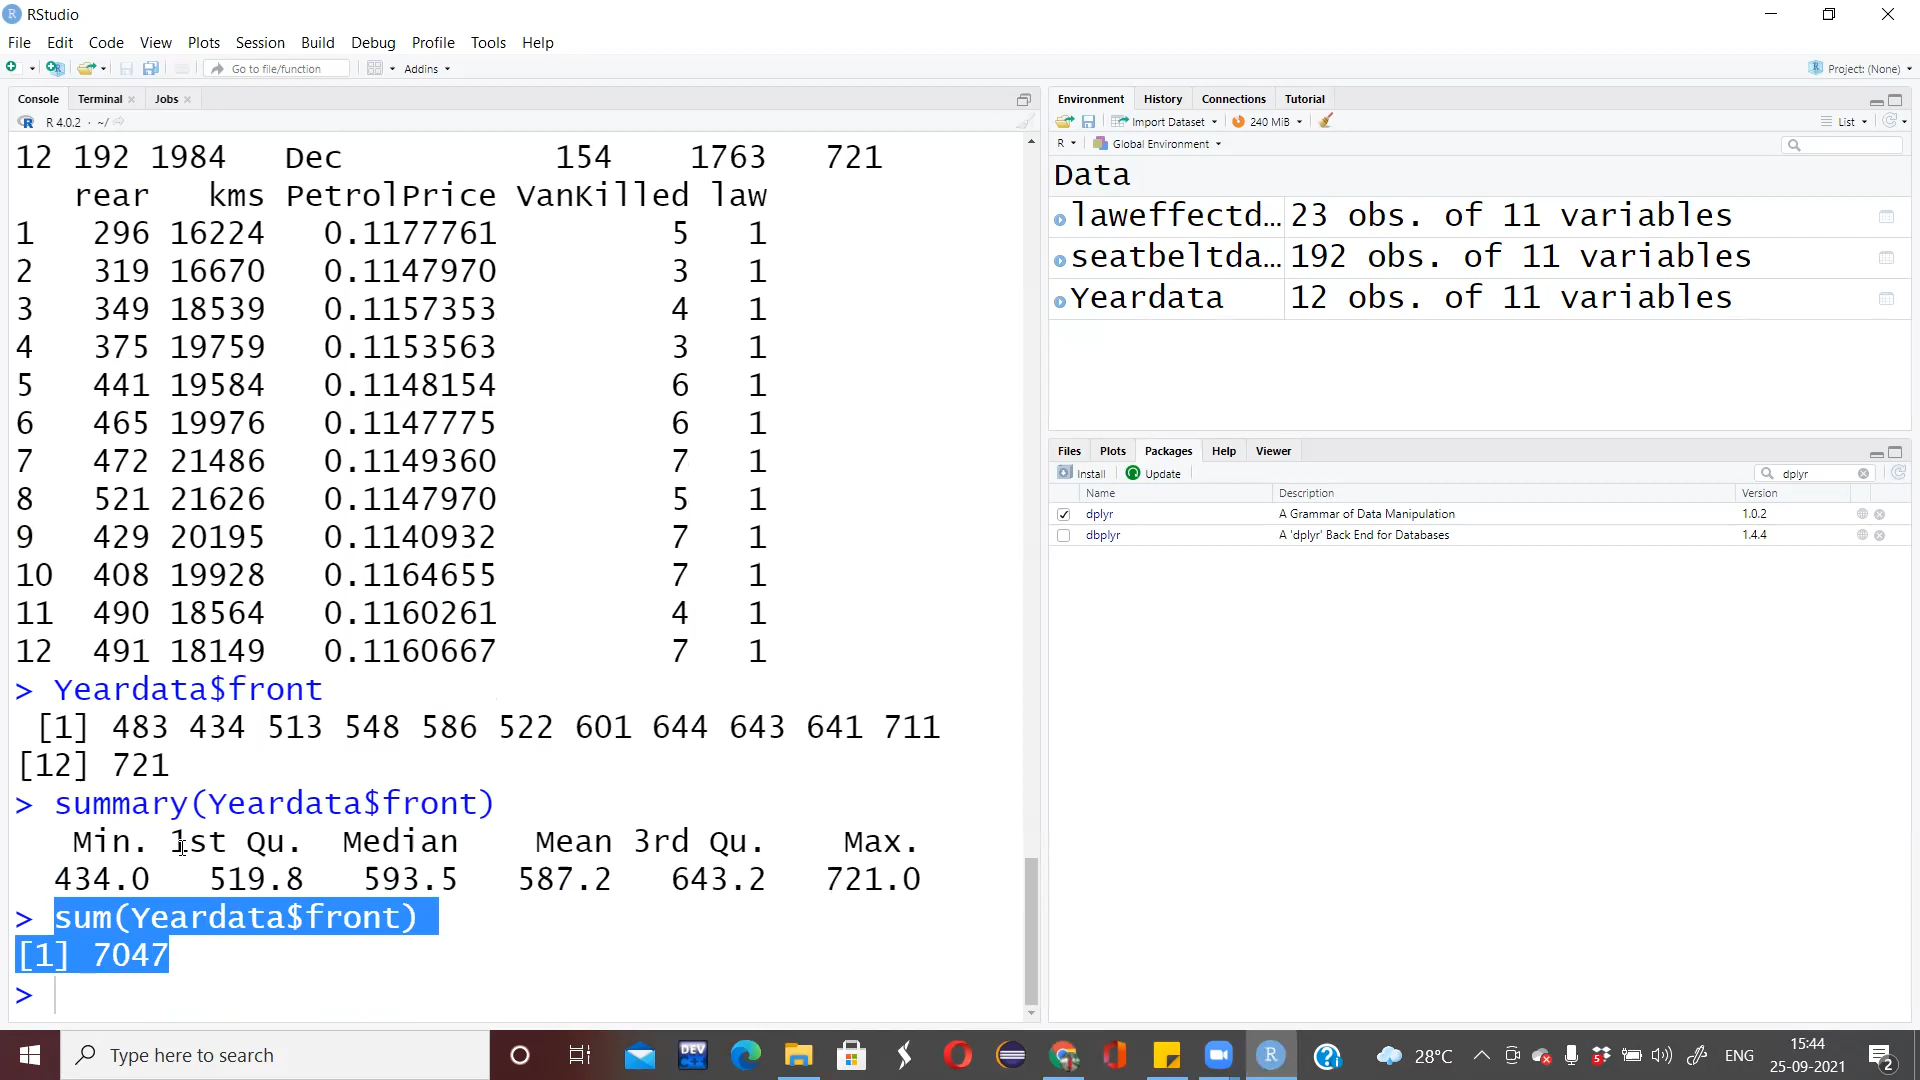 RStudio
File Edit Code View Plots Session Build Debug Profile Tools Help
Go to file/function Addins Project: (None)
Console Terminal Jobs
R 4.0.2 · ~/
12 192 1984 Dec 154 1763 721
rear kms PetrolPrice VanKilled law
1 296 16224 0.1177761 5 1
2 319 16670 0.1147970 3 1
3 349 18539 0.1157353 4 1
4 375 19759 0.1153563 3 1
5 441 19584 0.1148154 6 1
6 465 19976 0.1147775 6 1
7 472 21486 0.1149360 7 1
8 521 21626 0.1147970 5 1
9 429 20195 0.1140932 7 1
10 408 19928 0.1164655 7 1
11 490 18564 0.1160261 4 1
12 491 18149 0.1160667 7 1
> Yeardata$front
[1] 483 434 513 548 586 522 601 644 643 641 711
[12] 721
> summary(Yeardata$front)
Min. 1st Qu. Median Mean 3rd Qu. Max.
434.0 519.8 593.5 587.2 643.2 721.0
> sum(Yeardata$front)
[1] 7047
>
Environment History Connections Tutorial
Import Dataset 240 MiB List
R Global Environment
Data
laweffectd... 23 obs. of 11 variables
seatbeltda... 192 obs. of 11 variables
Yeardata 12 obs. of 11 variables
Files Plots Packages Help Viewer
Install Update dplyr
Name Description Version
dplyr A Grammar of Data Manipulation 1.0.2
dbplyr A 'dplyr' Back End for Databases 1.4.4
Type here to search
DEV
28°C
ENG
15:44
25-09-2021
2